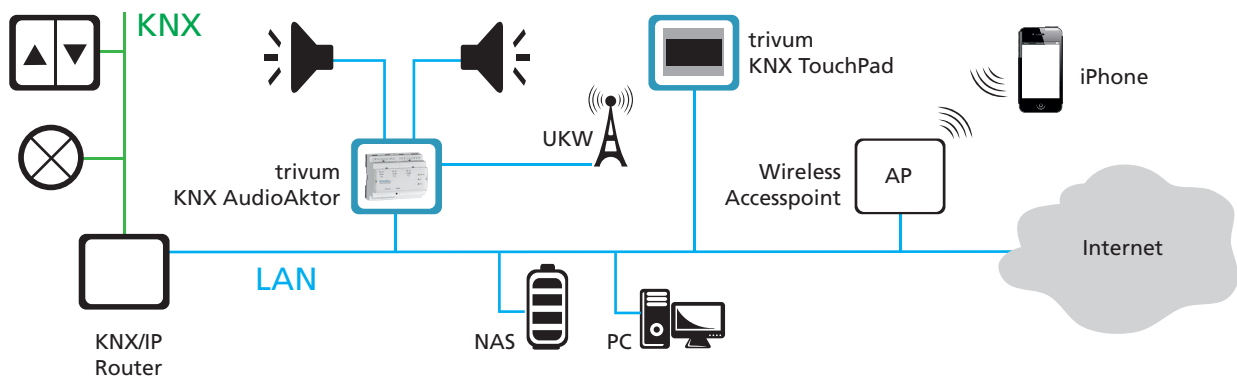 KNX
trivum
KNX TouchPad
iPhone
UKW
trivum
KNX AudioAktor
Wireless
Accesspoint
AP
Internet
LAN
NAS
PC
KNX/IP
Router